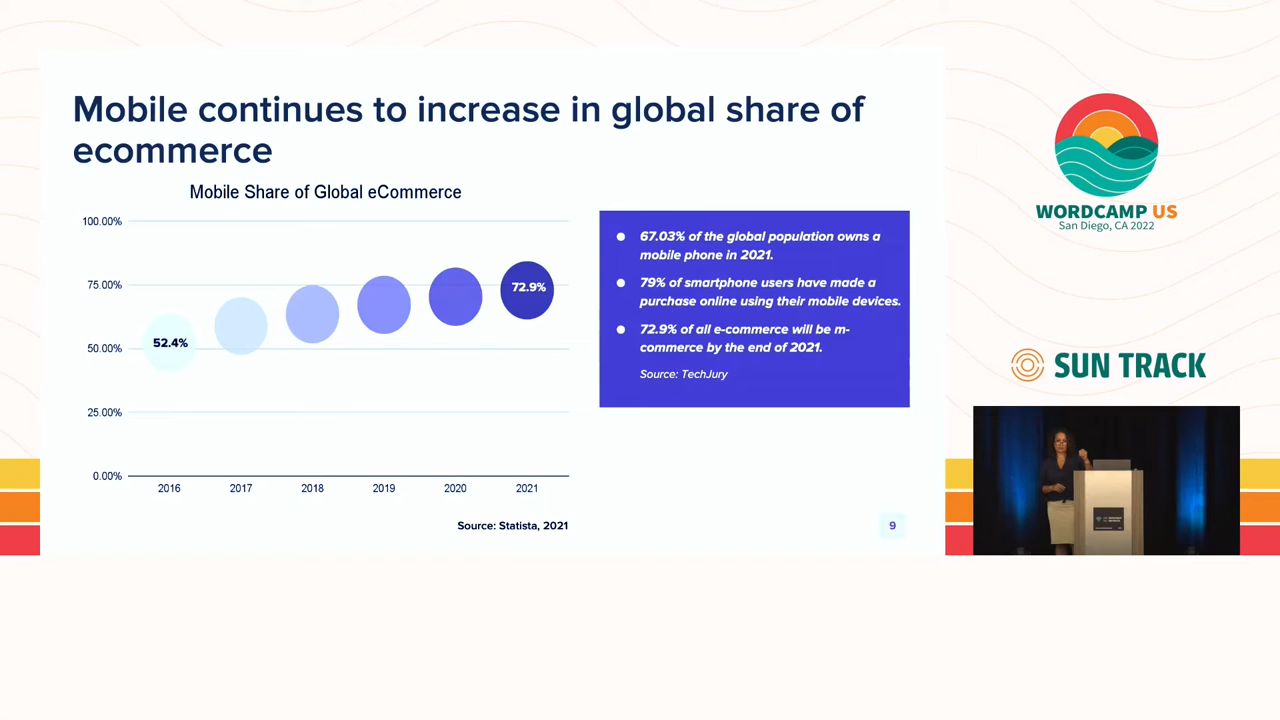 Mobile continues to increase in global share of
ecommerce
Mobile Share of Global eCommerce
100.00%
75.00%
50.00%
25.00%
0.00%
52.4%
72.9%
2016
2017
2018
2019
2020
2021
Source: Statista, 2021
67.03% of the global population owns a
mobile phone in 2021.
79% of smartphone users have made a
purchase online using their mobile devices.
72.9% of all e-commerce will be m-
commerce by the end of 2021.
Source: TechJury
9
WORDCAMP US
San Diego, CA 2022
SUN TRACK